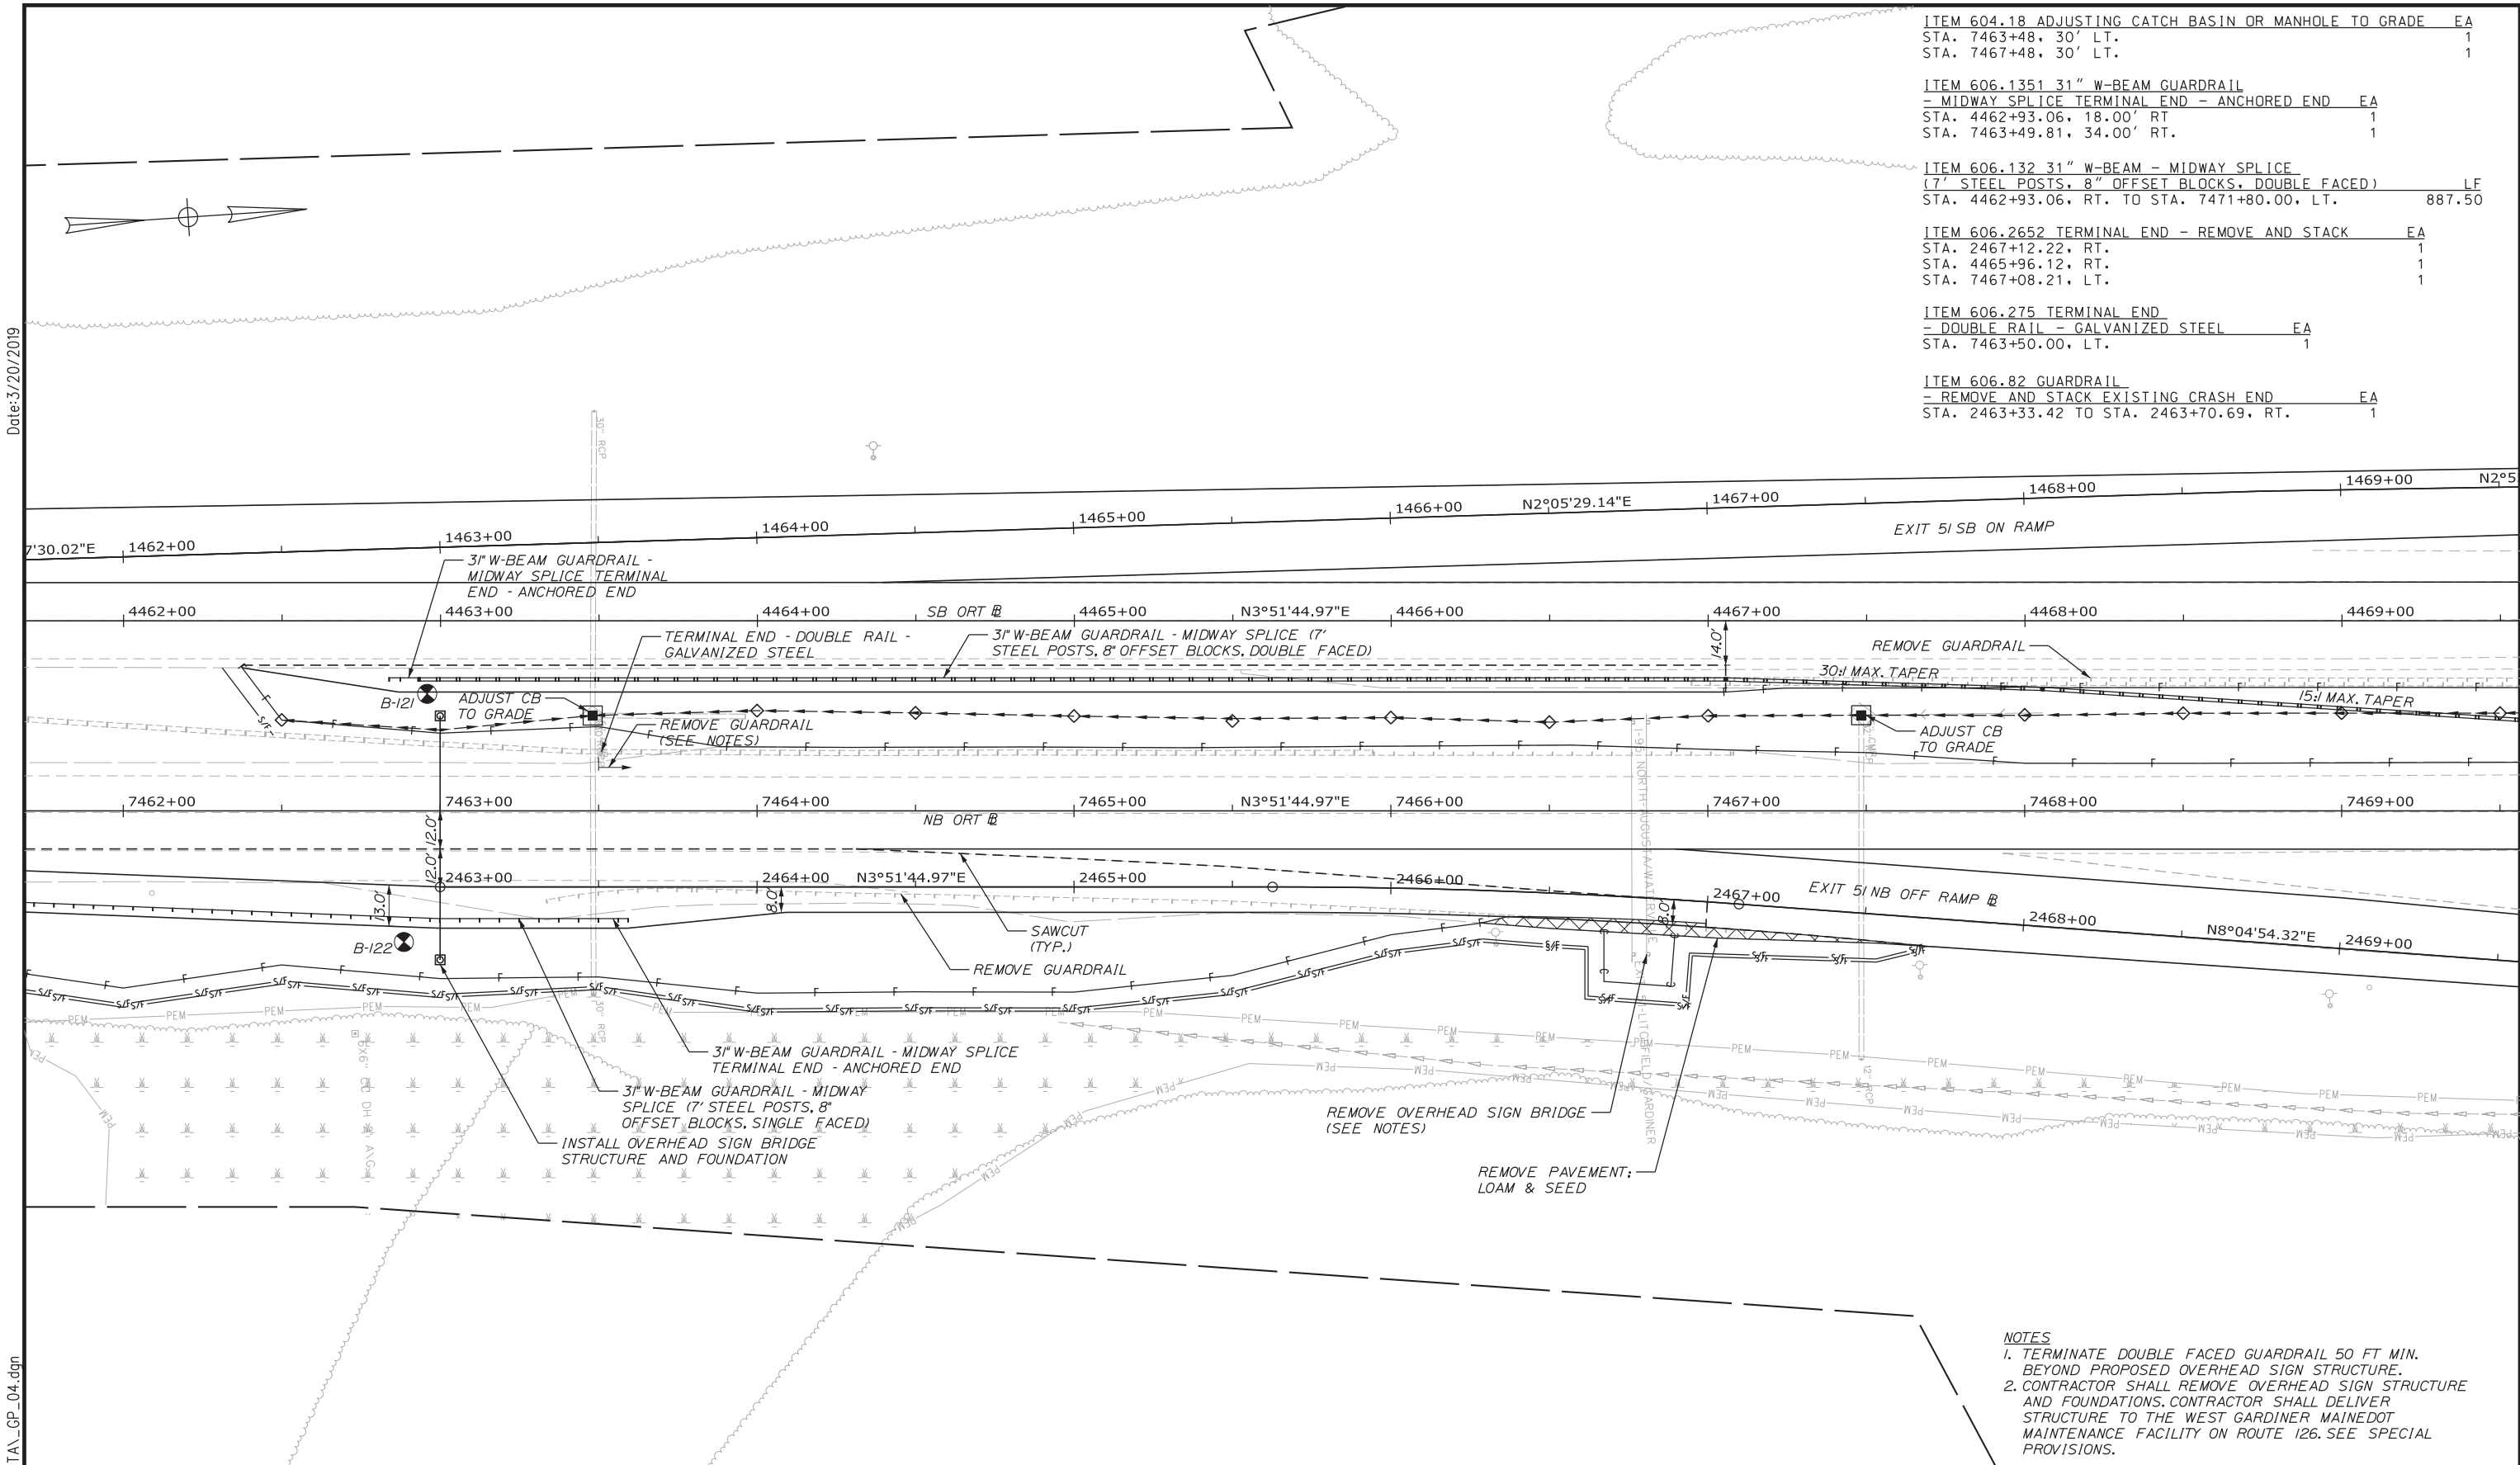 ITEM 604.18 ADJUSTING CATCH BASIN OR MANHOLE TO GRADE EA
STA. 7463+48, 30' LT. 1
STA. 7467+48, 30' LT. 1
ITEM 606.1351 31" W-BEAM GUARDRAIL
- MIDWAY SPLICE TERMINAL END - ANCHORED END EA
STA. 4462+93.06, 18.00' RT 1
STA. 7463+49.81, 34.00' RT. 1
ITEM 606.132 31" W-BEAM - MIDWAY SPLICE
(7' STEEL POSTS, 8" OFFSET BLOCKS, DOUBLE FACED) LF
STA. 4462+93.06, RT. TO STA. 7471+80.00, LT. 887.50
ITEM 606.2652 TERMINAL END - REMOVE AND STACK EA
STA. 2467+12.22, RT. 1
STA. 4465+96.12, RT. 1
STA. 7467+08.21, LT. 1
ITEM 606.275 TERMINAL END
- DOUBLE RAIL - GALVANIZED STEEL EA
STA. 7463+50.00, LT. 1
ITEM 606.82 GUARDRAIL
- REMOVE AND STACK EXISTING CRASH END EA
STA. 2463+33.42 TO STA. 2463+70.69, RT. 1
Date:3/20/2019
30" RCP
7'30.02"E 1462+00 1463+00 1464+00 1465+00 1466+00 N2°05'29.14"E 1467+00 1468+00 1469+00 N2°5
EXIT 51 SB ON RAMP
31" W-BEAM GUARDRAIL -
MIDWAY SPLICE TERMINAL
END - ANCHORED END
4462+00 4463+00 4464+00 SB ORT BL 4465+00 N3°51'44.97"E 4466+00 4467+00 4468+00 4469+00
TERMINAL END - DOUBLE RAIL -
GALVANIZED STEEL
31" W-BEAM GUARDRAIL - MIDWAY SPLICE (7'
STEEL POSTS, 8" OFFSET BLOCKS, DOUBLE FACED)
14.0'
REMOVE GUARDRAIL
30:1 MAX. TAPER
15:1 MAX. TAPER
B-121
ADJUST CB
TO GRADE
REMOVE GUARDRAIL
(SEE NOTES)
ADJUST CB
TO GRADE
7462+00 7463+00 7464+00 7465+00 N3°51'44.97"E 7466+00 7467+00 7468+00 7469+00
NB ORT BL
12.0'
12.0'
2463+00 2464+00 N3°51'44.97"E 2465+00 2466+00 2467+00 EXIT 51 NB OFF RAMP BL 2468+00 N8°04'54.32"E 2469+00
13.0'
8.0'
8.0'
B-122
SAWCUT
(TYP.)
REMOVE GUARDRAIL
30" RCP
12" RCP
31" W-BEAM GUARDRAIL - MIDWAY SPLICE
TERMINAL END - ANCHORED END
31" W-BEAM GUARDRAIL - MIDWAY
SPLICE (7' STEEL POSTS, 8"
OFFSET BLOCKS, SINGLE FACED)
INSTALL OVERHEAD SIGN BRIDGE
STRUCTURE AND FOUNDATION
REMOVE OVERHEAD SIGN BRIDGE
(SEE NOTES)
REMOVE PAVEMENT;
LOAM & SEED
NOTES
1. TERMINATE DOUBLE FACED GUARDRAIL 50 FT MIN.
BEYOND PROPOSED OVERHEAD SIGN STRUCTURE.
2. CONTRACTOR SHALL REMOVE OVERHEAD SIGN STRUCTURE
AND FOUNDATIONS. CONTRACTOR SHALL DELIVER
STRUCTURE TO THE WEST GARDINER MAINEDOT
MAINTENANCE FACILITY ON ROUTE 126. SEE SPECIAL
PROVISIONS.
TA\_GP_04.dgn